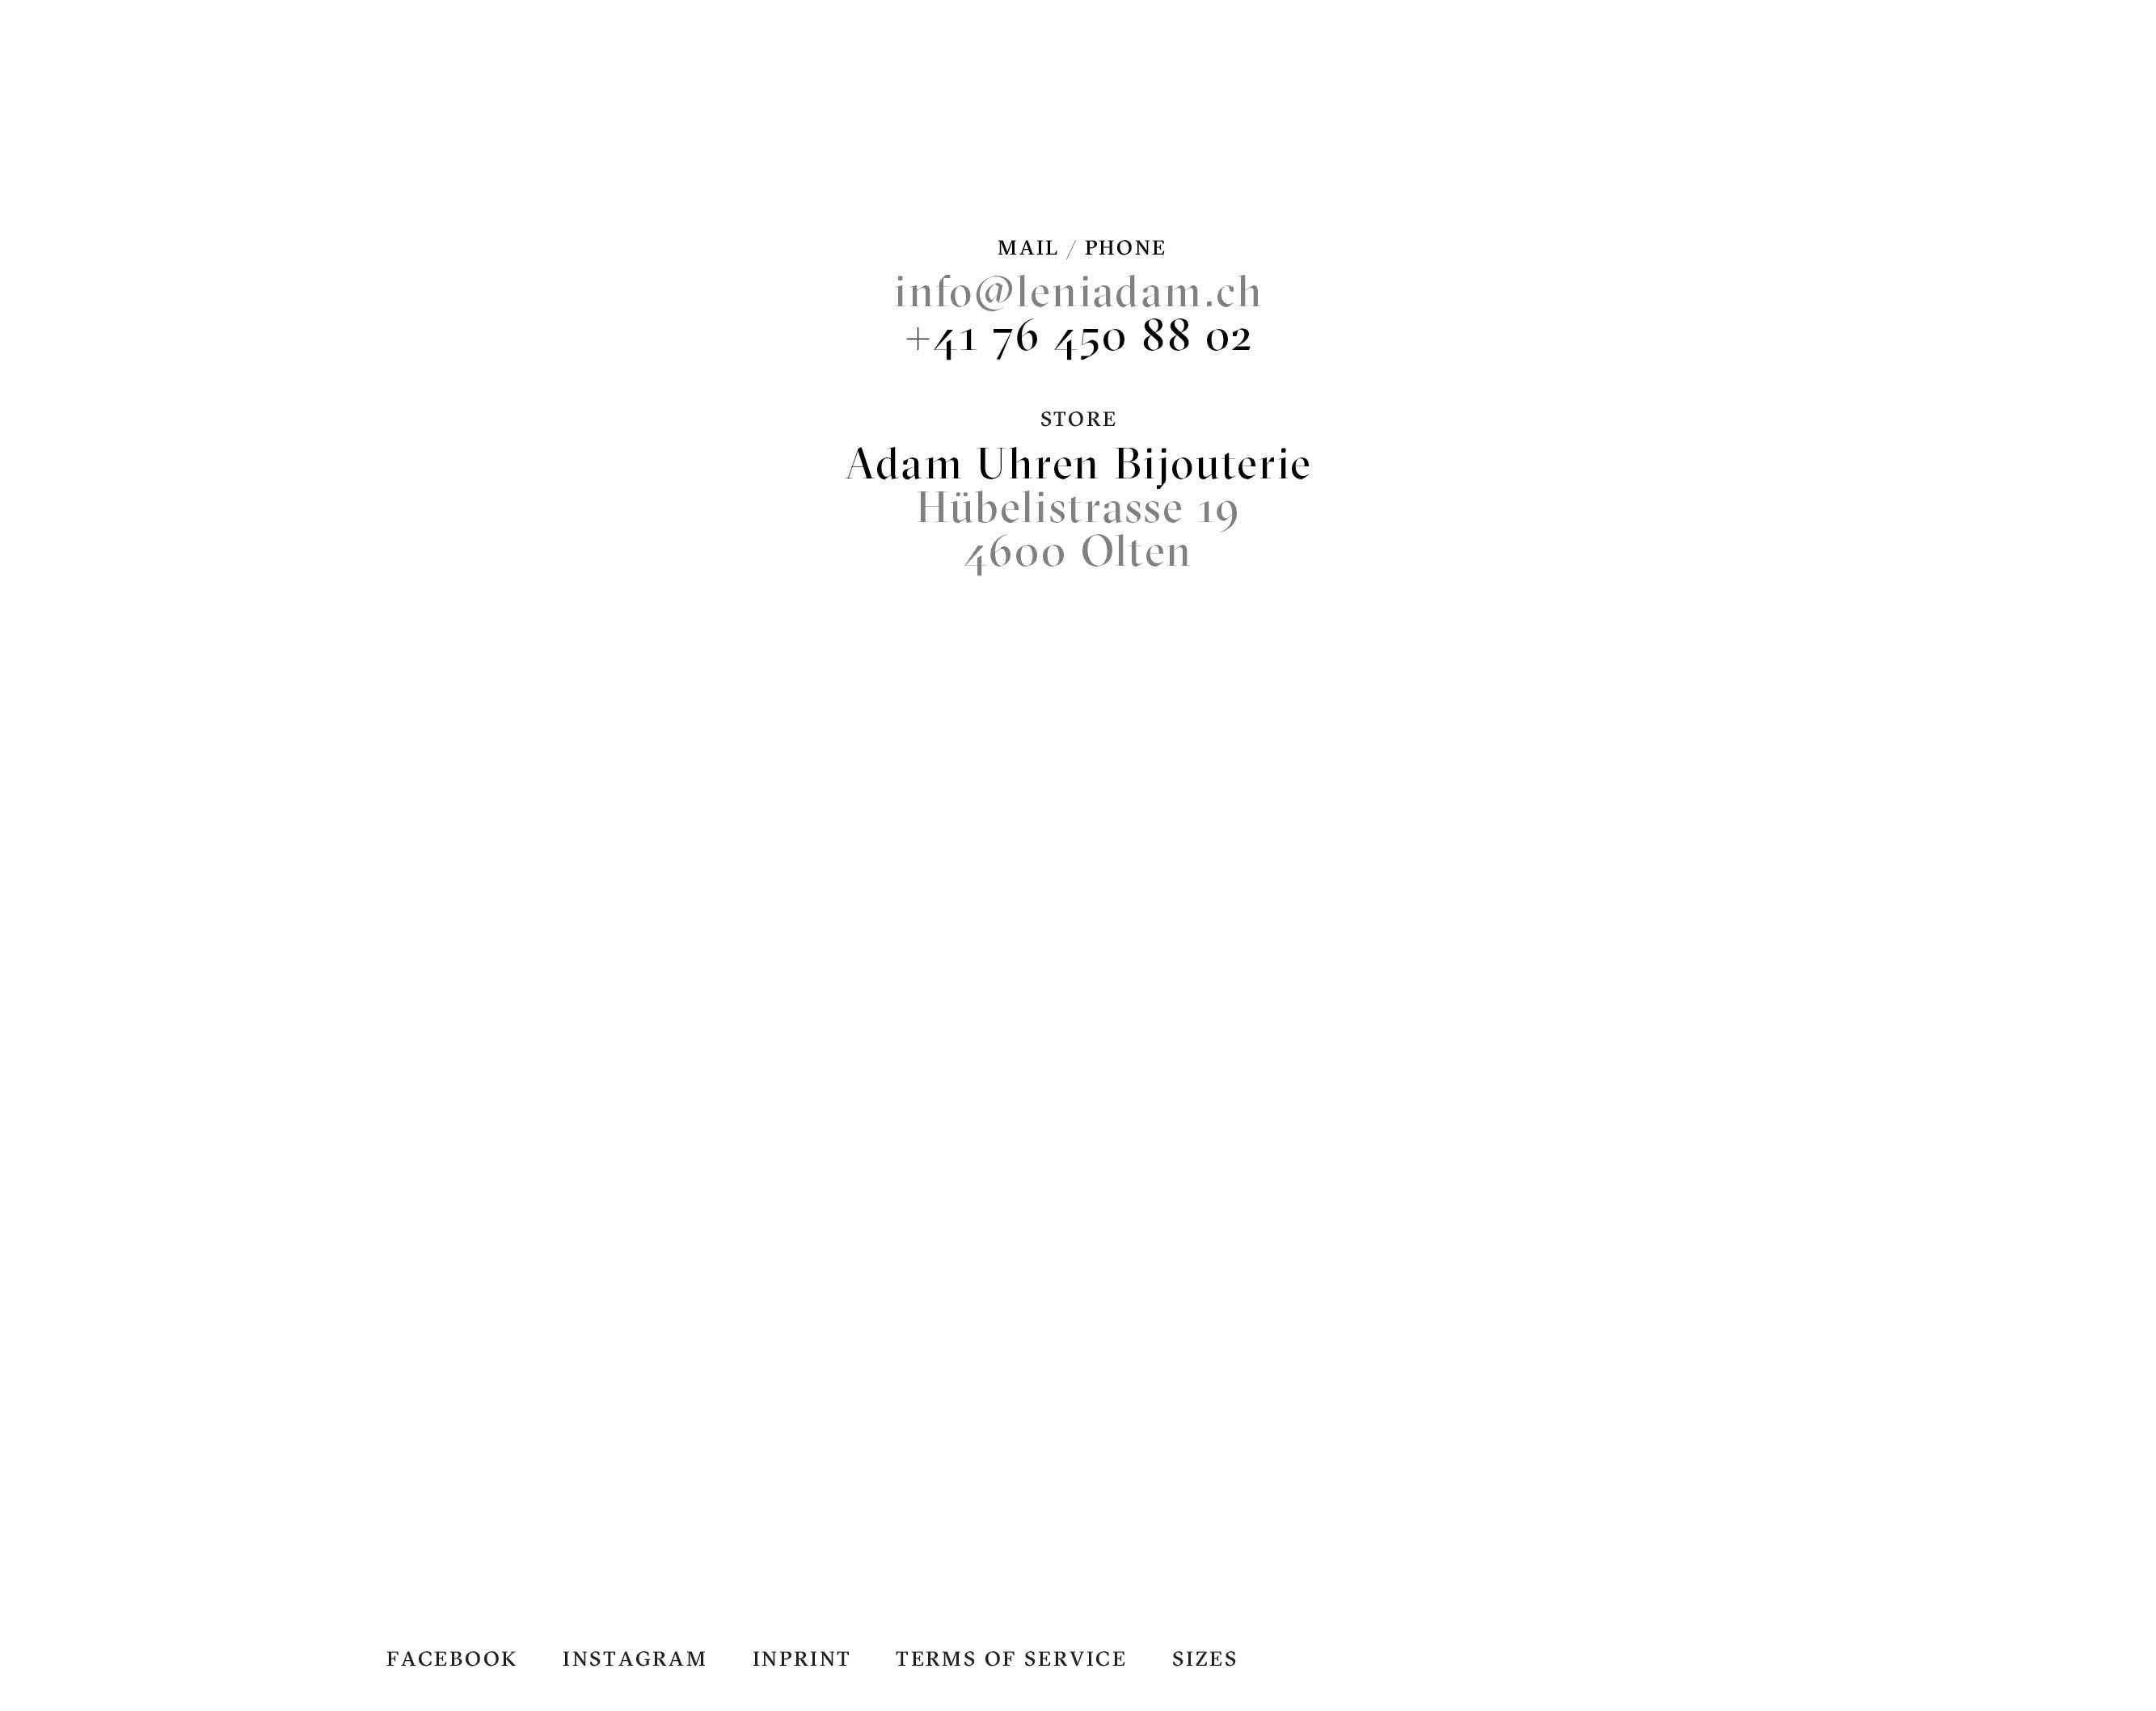 MAIL / PHONE
info@leniadam.ch
+41 76 450 88 02
STORE
Adam Uhren Bijouterie
Hübelistrasse 19
4600 Olten
FACEBOOK INSTAGRAM INPRINT TERMS OF SERVICE SIZES